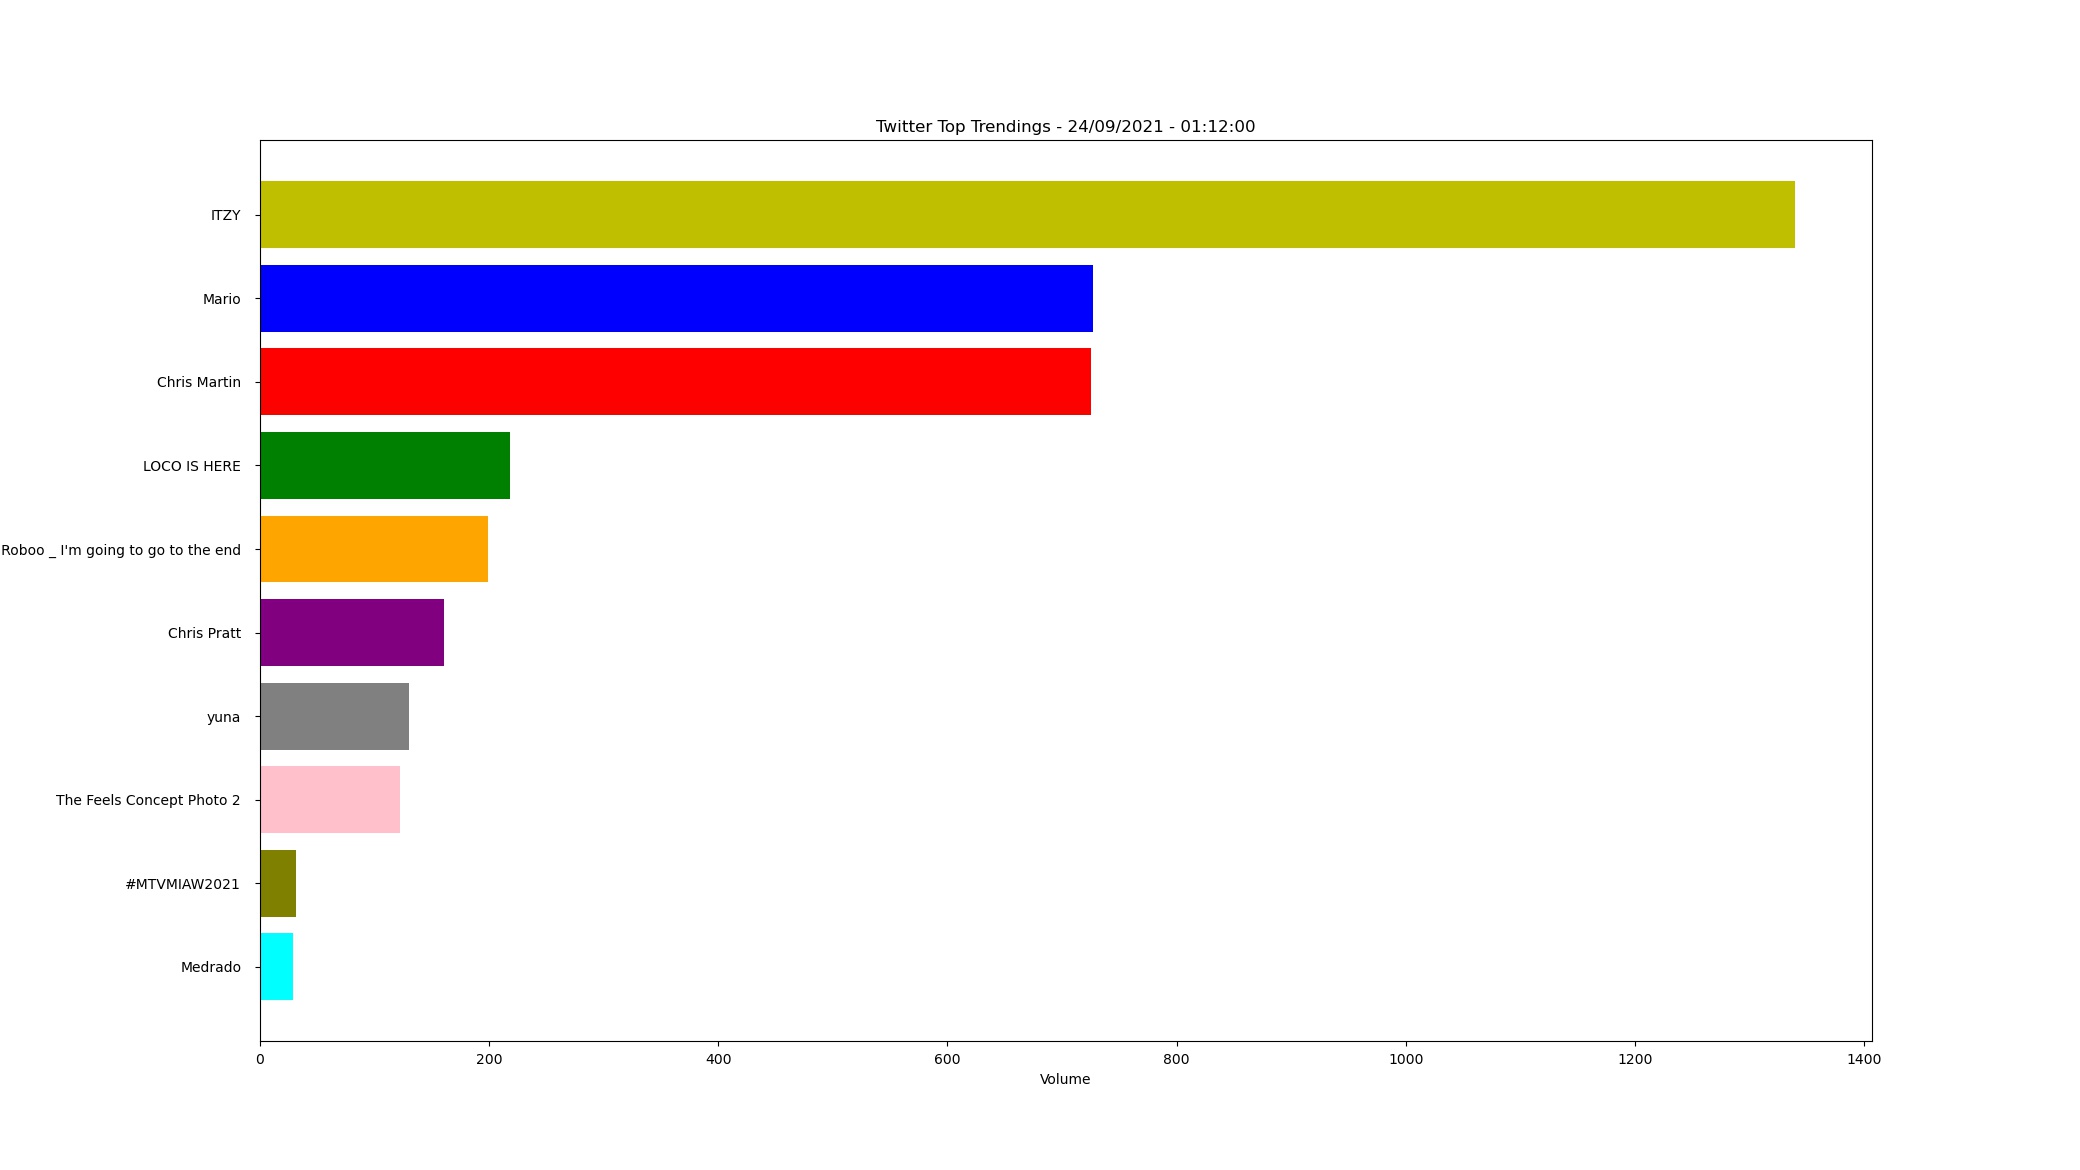 Twitter Top Trendings - 24/09/2021 - 01:12:00
ITZY
Mario
Chris Martin
LOCO IS HERE
Roboo _ I'm going to go to the end
Chris Pratt
yuna
The Feels Concept Photo 2
#MTVMIAW2021
Medrado
0 200 400 600 800 1000 1200 1400
Volume